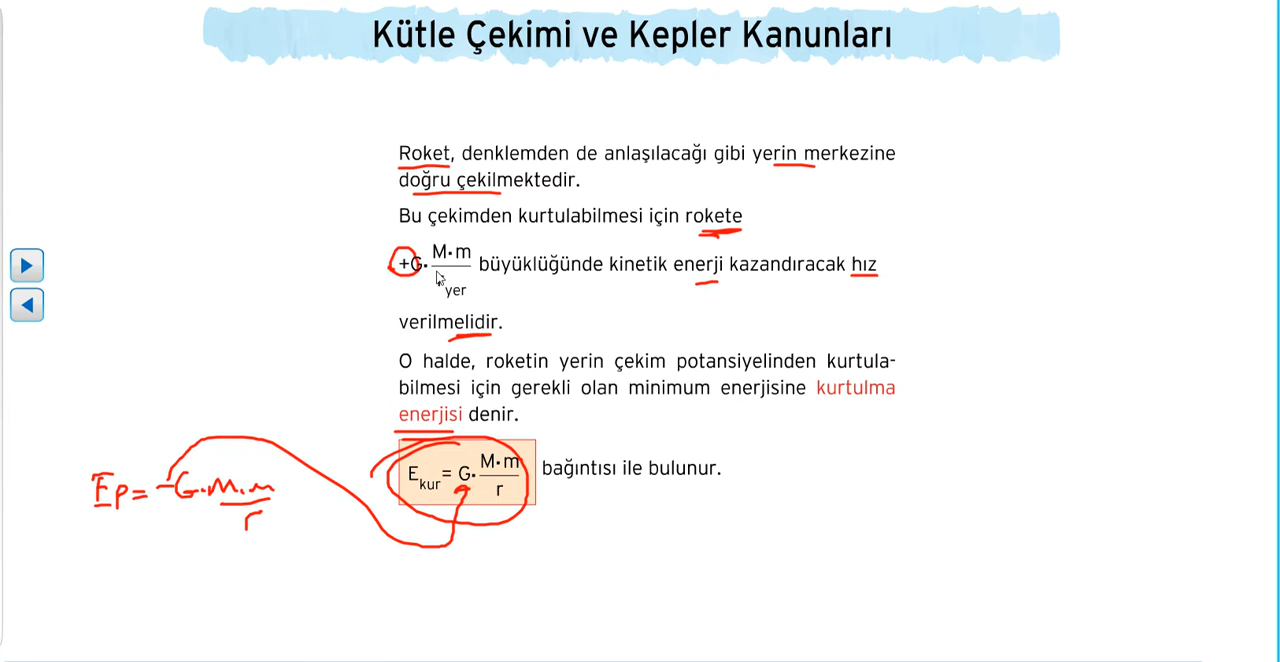 Kütle Çekimi ve Kepler Kanunları
Roket, denklemden de anlaşılacağı gibi yerin merkezine
doğru çekilmektedir.
Bu çekimden kurtulabilmesi için rokete
+G· M·m / yer büyüklüğünde kinetik enerji kazandıracak hız
verilmelidir.
O halde, roketin yerin çekim potansiyelinden kurtula-
bilmesi için gerekli olan minimum enerjisine kurtulma
enerjisi denir.
Ekur = G· M·m / r bağıntısı ile bulunur.
Ep = -G·M·m / r